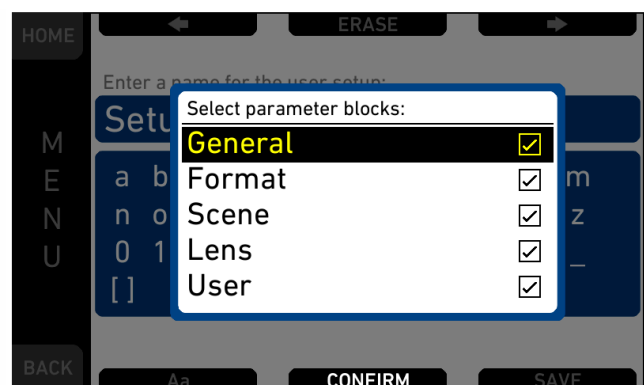 HOME
ERASE
Enter a name for the user setup:
Setu
Select parameter blocks:
General
Format
Scene
Lens
User
M
E
N
U
a b m
n o z
0 1 _
[ ]
BACK
Aa
CONFIRM
SAVE